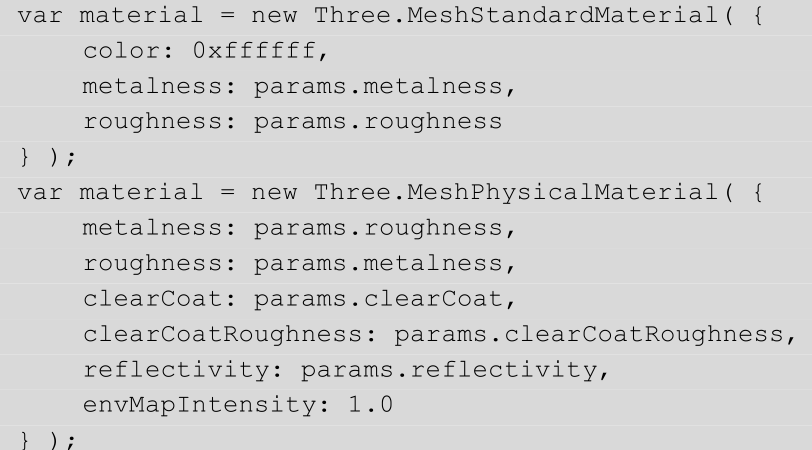 var material = new Three.MeshStandardMaterial( {
color: 0xffffff,
metalness: params.metalness,
roughness: params.roughness
} );
var material = new Three.MeshPhysicalMaterial( {
metalness: params.roughness,
roughness: params.metalness,
clearCoat: params.clearCoat,
clearCoatRoughness: params.clearCoatRoughness,
reflectivity: params.reflectivity,
envMapIntensity: 1.0
} );